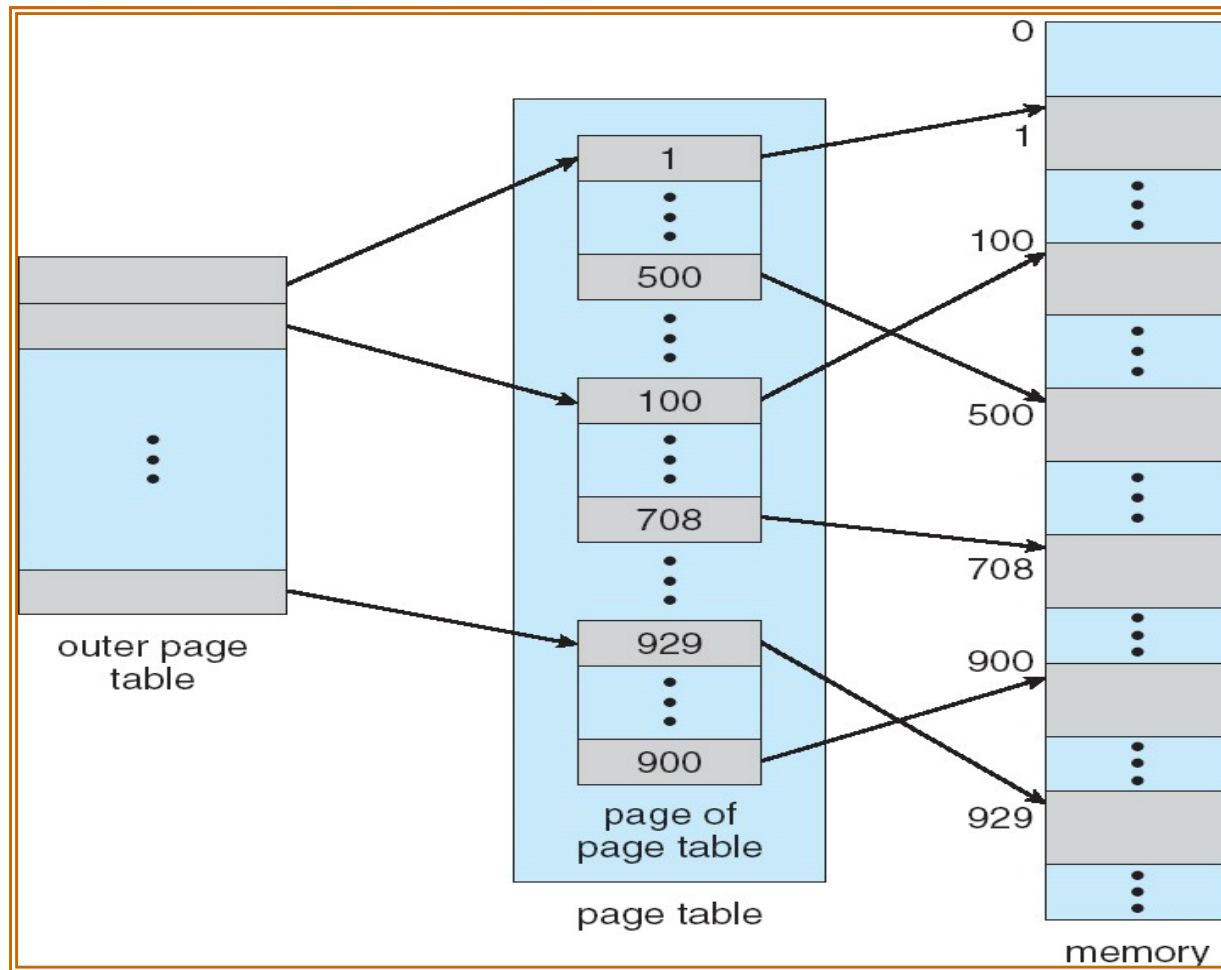 outer page
table
1
500
100
708
929
900
page of
page table
page table
0
1
100
500
708
900
929
memory